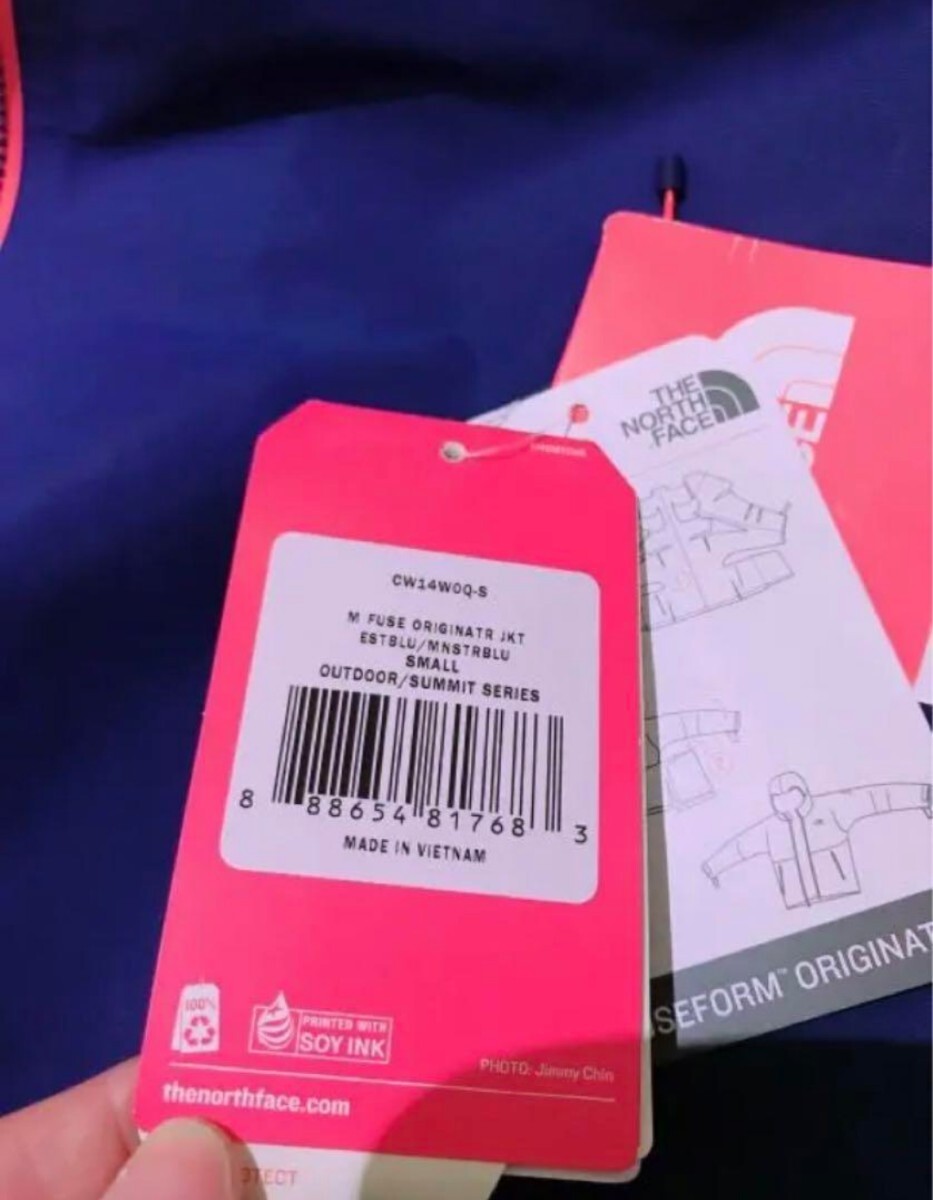 THE
NORTH
FACE
CW14W0Q-S
M FUSE ORIGINATR JKT
ESTBLU/MNSTRBLU
SMALL
OUTDOOR/SUMMIT SERIES
8 88654 81768 3
MADE IN VIETNAM
SEFORM™ ORIGINAT
100%
PRINTED WITH
SOY INK
PHOTO: Jimmy Chin
thenorthface.com